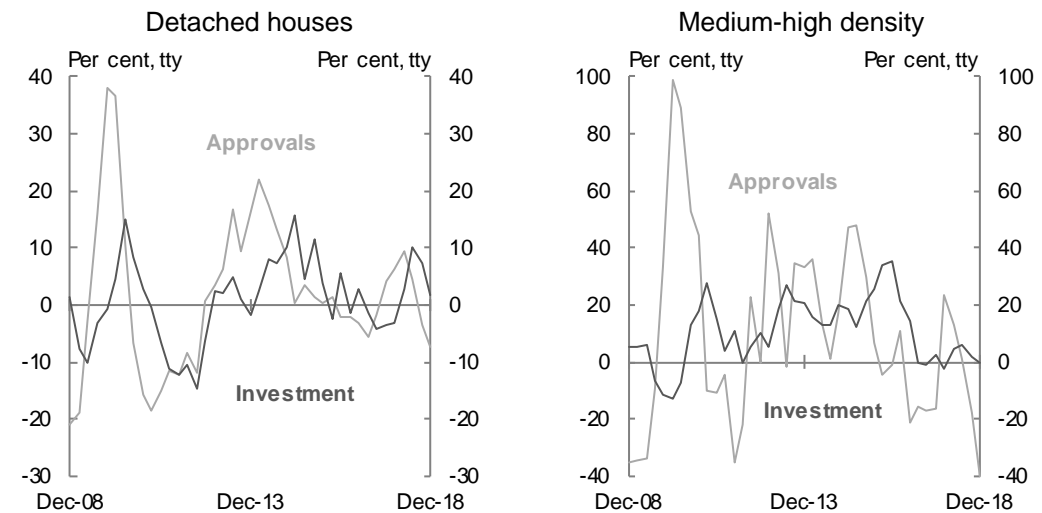 Detached houses
Per cent, tty Per cent, tty
40 40
30 30
Approvals
20 20
10 10
0 0
-10 -10
Investment
-20 -20
-30 -30
Dec-08 Dec-13 Dec-18
Medium-high density
Per cent, tty Per cent, tty
100 100
80 80
Approvals
60 60
40 40
20 20
0 0
Investment
-20 -20
-40 -40
Dec-08 Dec-13 Dec-18